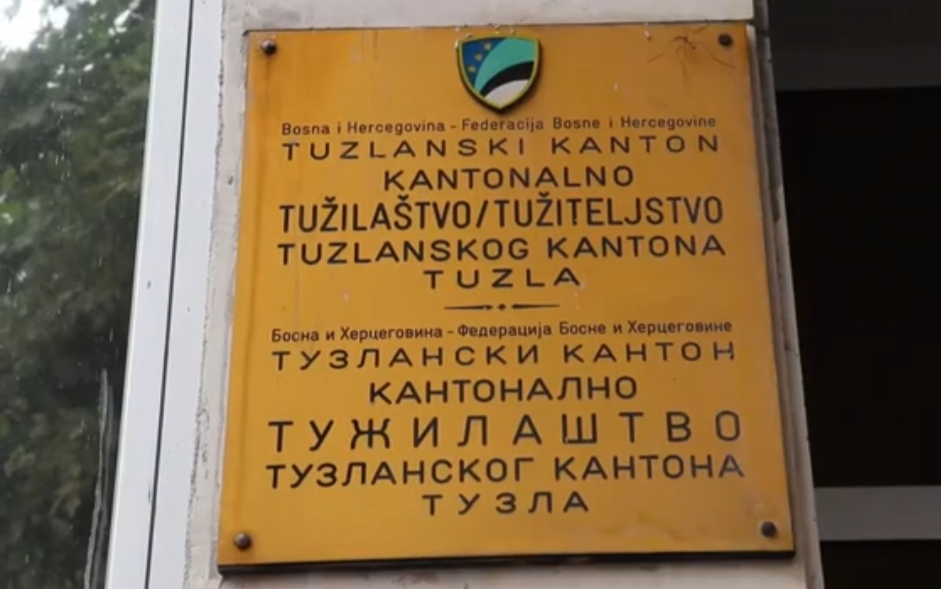 Bosna i Hercegovina - Federacija Bosne i Hercegovine
TUZLANSKI KANTON
KANTONALNO
TUŽILAŠTVO/TUŽITELJSTVO
TUZLANSKOG KANTONA
TUZLA
Босна и Херцеговина - Федерација Босне и Херцеговине
ТУЗЛАНСКИ КАНТОН
КАНТОНАЛНО
ТУЖИЛАШТВО
ТУЗЛАНСКОГ КАНТОНА
ТУЗЛА